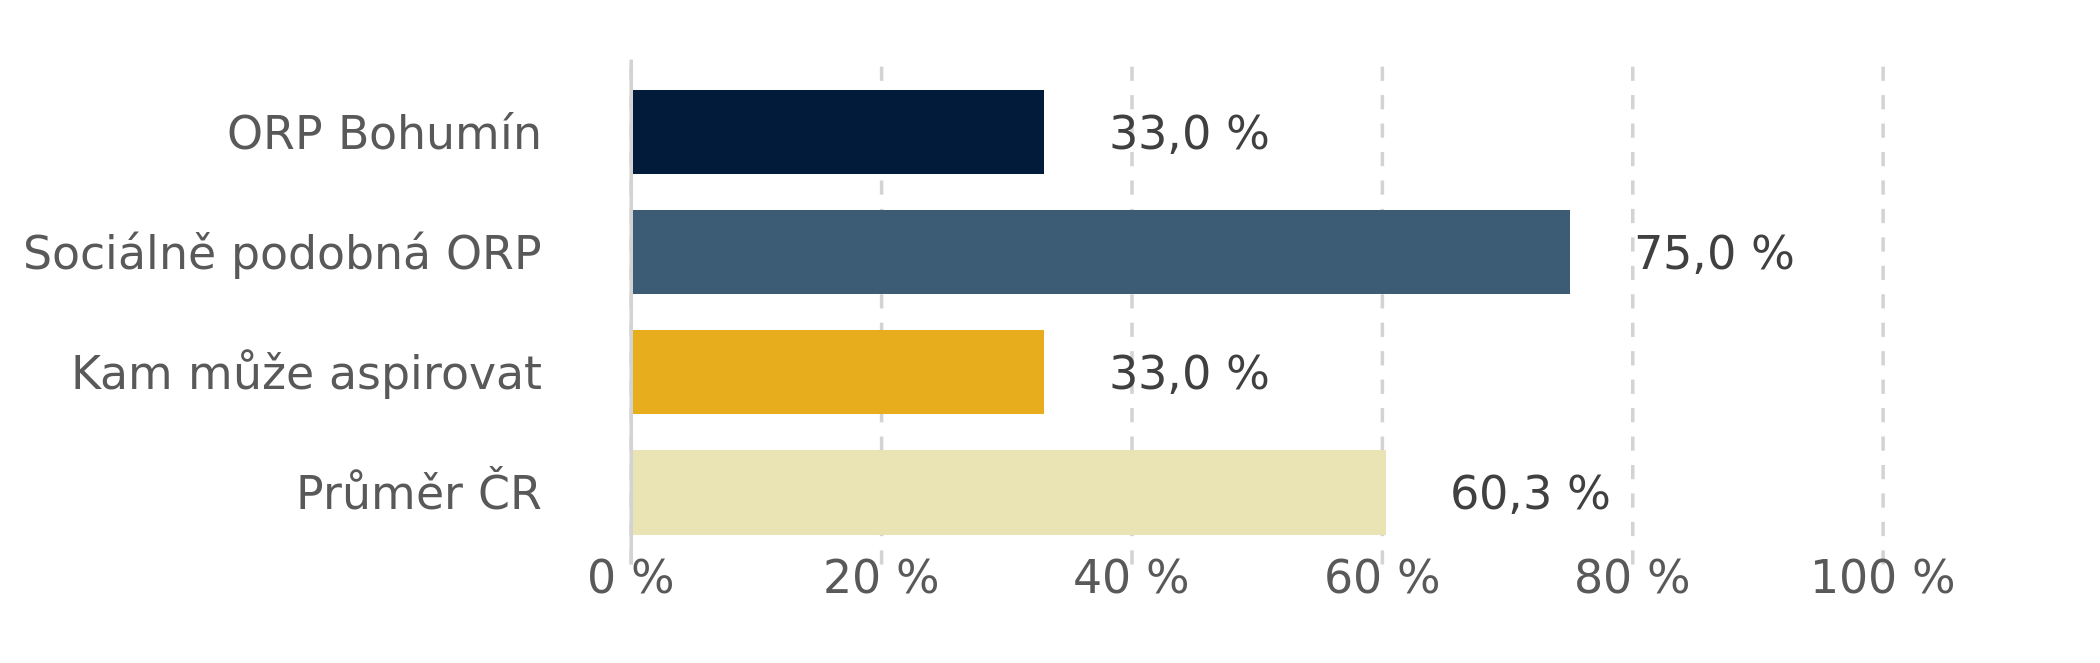 ORP Bohumín 33,0 %
Sociálně podobná ORP 75,0 %
Kam může aspirovat 33,0 %
Průměr ČR 60,3 %
0 % 20 % 40 % 60 % 80 % 100 %